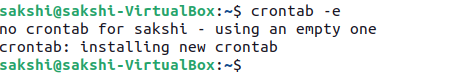 sakshi@sakshi-VirtualBox:~$ crontab -e
no crontab for sakshi - using an empty one
crontab: installing new crontab
sakshi@sakshi-VirtualBox:~$